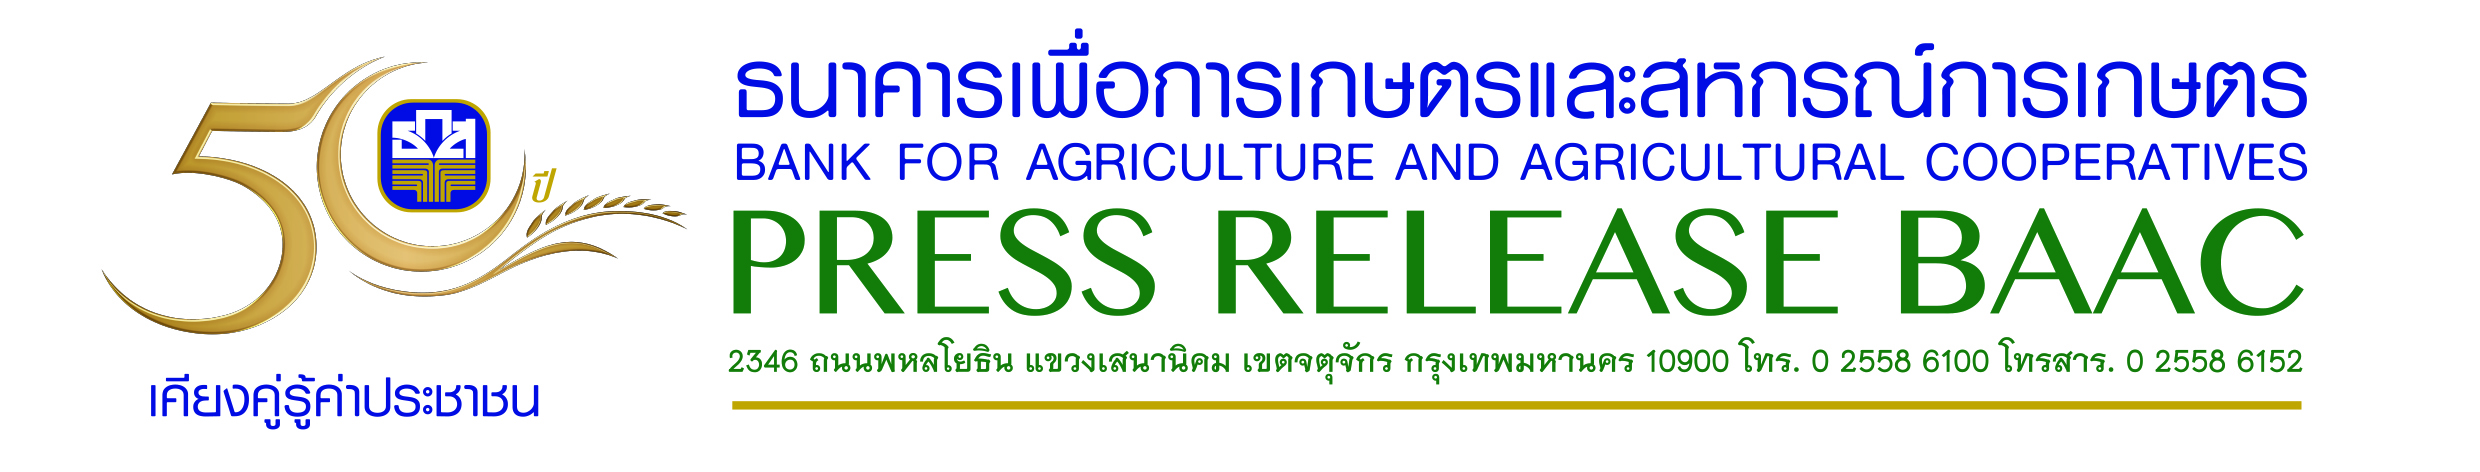 50 ปี
ธกส
เคียงคู่รู้ค่าประชาชน
ธนาคารเพื่อการเกษตรและสหกรณ์การเกษตร
BANK FOR AGRICULTURE AND AGRICULTURAL COOPERATIVES
PRESS RELEASE BAAC
2346 ถนนพหลโยธิน แขวงเสนานิคม เขตจตุจักร กรุงเทพมหานคร 10900 โทร. 0 2558 6100 โทรสาร. 0 2558 6152